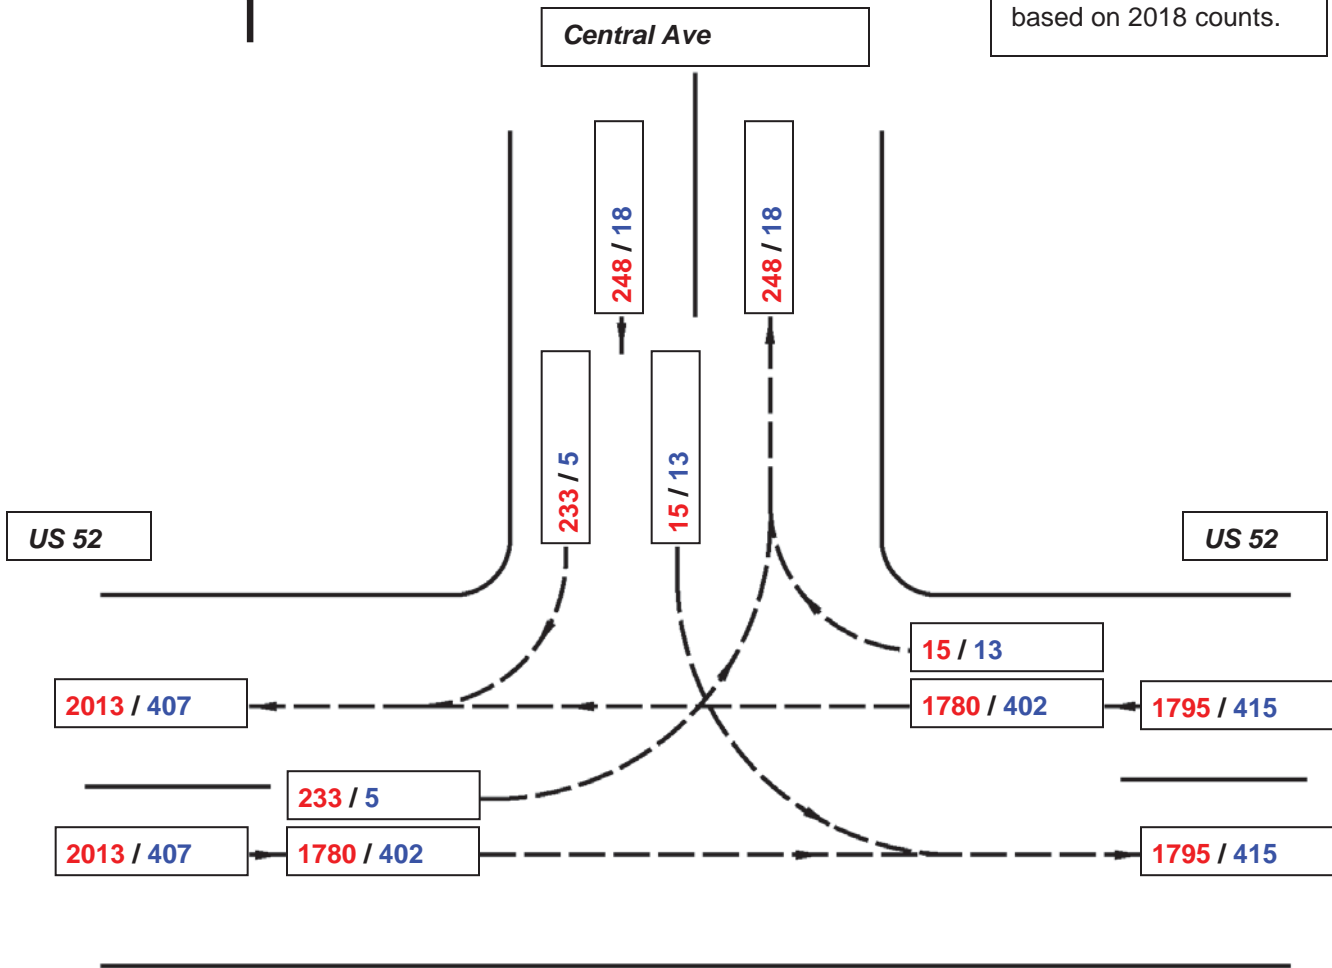 based on 2018 counts.
Central Ave
248 / 18
248 / 18
233 / 5
15 / 13
US 52
US 52
15 / 13
2013 / 407
1780 / 402
1795 / 415
233 / 5
2013 / 407
1780 / 402
1795 / 415